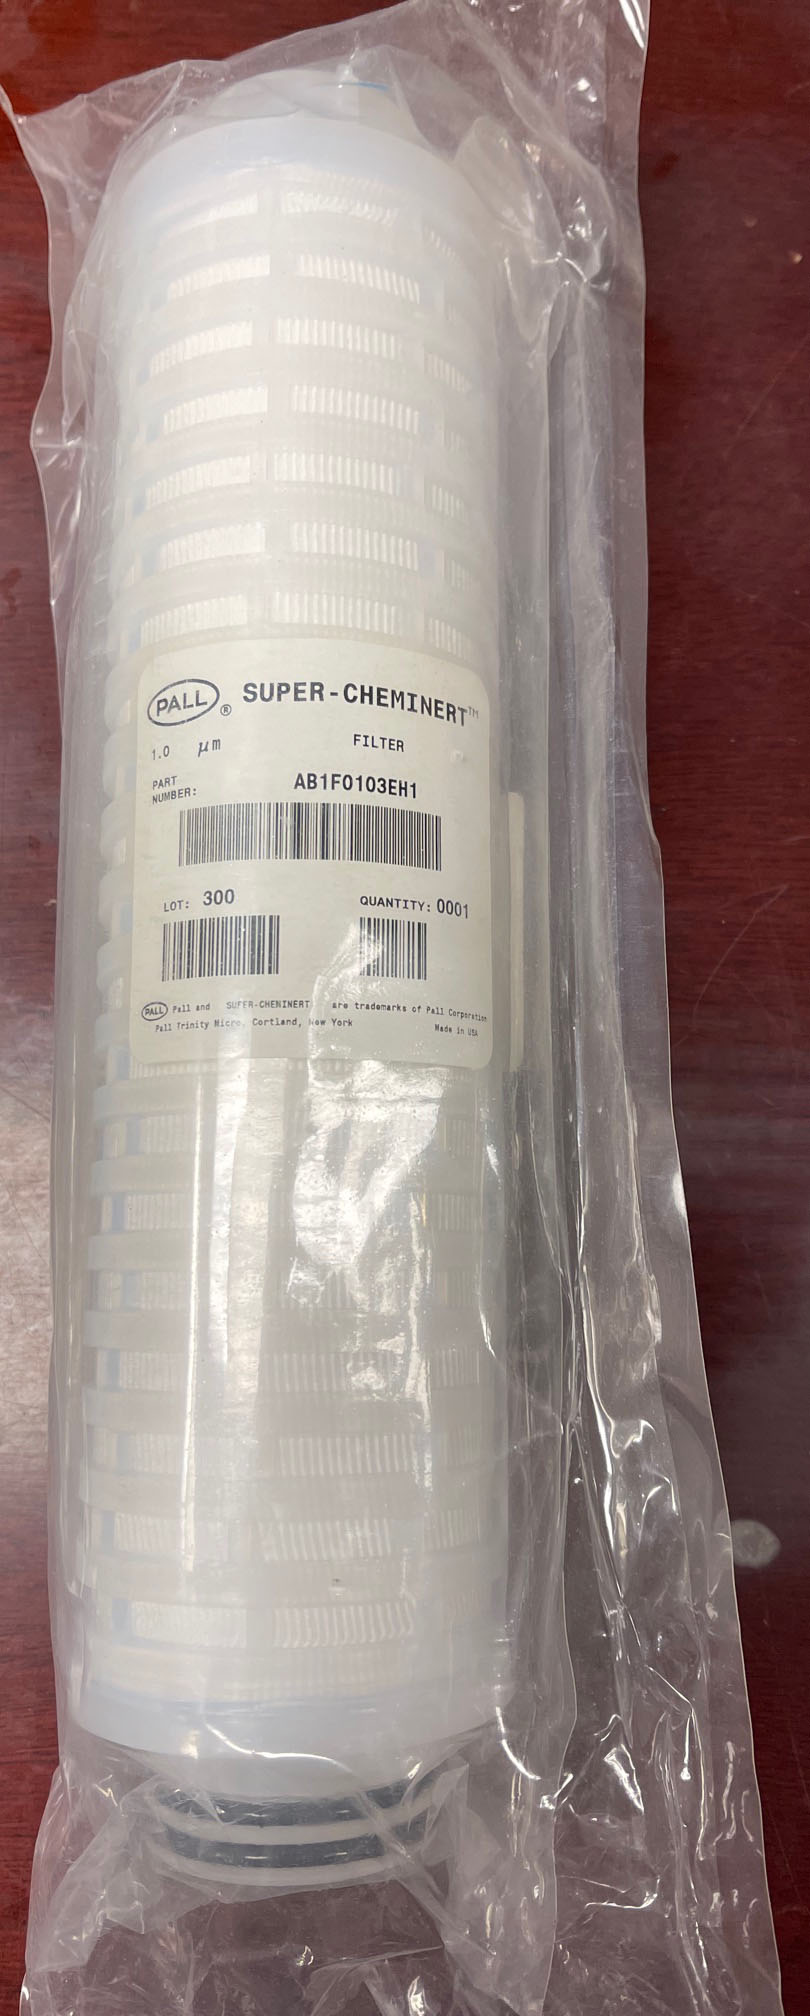 PALL ® SUPER-CHEMINERT™
1.0 μm FILTER
PART
NUMBER: AB1F0103EH1
LOT: 300 QUANTITY: 0001
PALL Pall and SUPER-CHEMINERT are trademarks of Pall Corporation
Pall Trinity Micro, Cortland, New York Made in USA